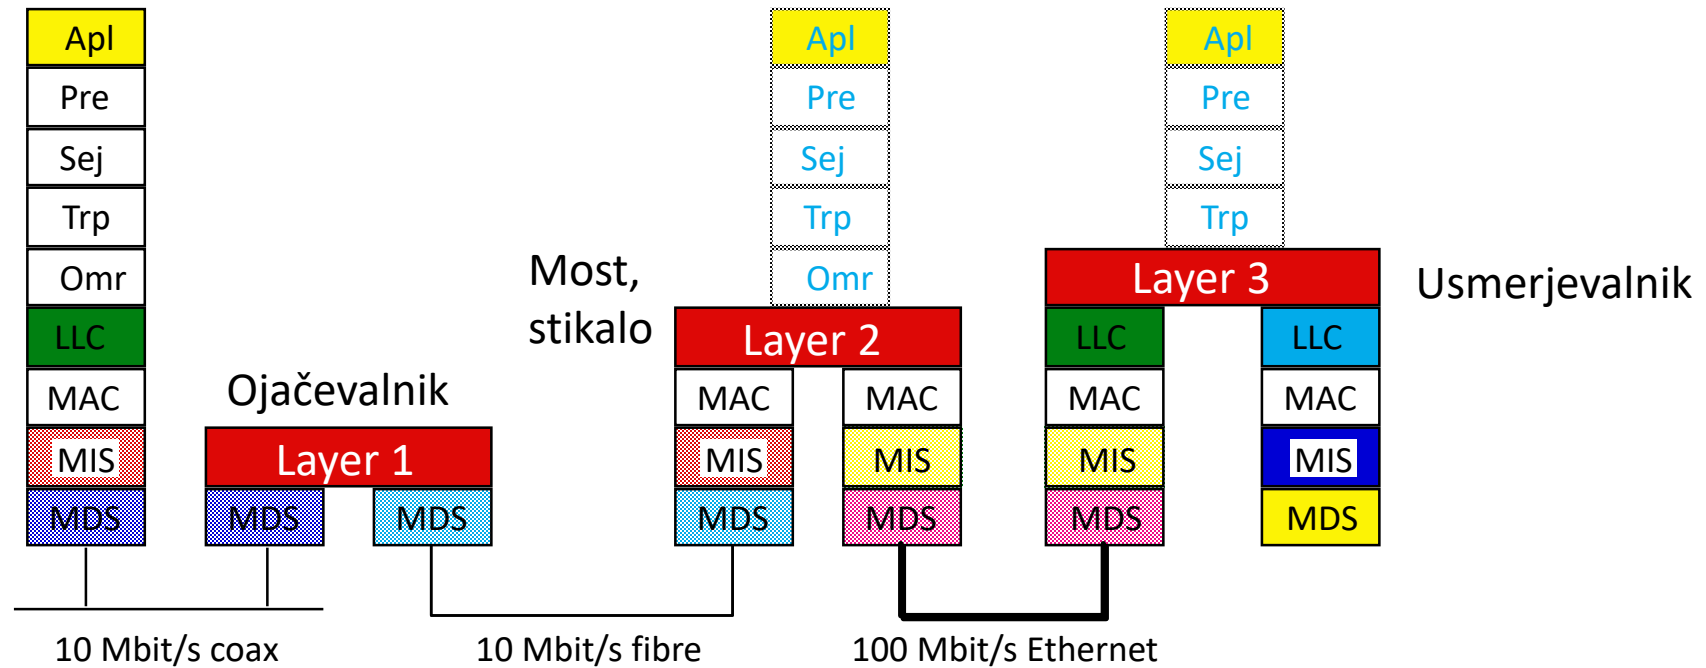 Apl
Pre
Sej
Trp
Omr
LLC
MAC
MIS
MDS
Ojačevalnik
Layer 1
MDS
MDS
Most,
stikalo
Apl
Pre
Sej
Trp
Omr
Layer 2
MAC
MAC
MIS
MIS
MDS
MDS
Apl
Pre
Sej
Trp
Layer 3
LLC
LLC
MAC
MAC
MIS
MIS
MDS
MDS
Usmerjevalnik
10 Mbit/s coax
10 Mbit/s fibre
100 Mbit/s Ethernet